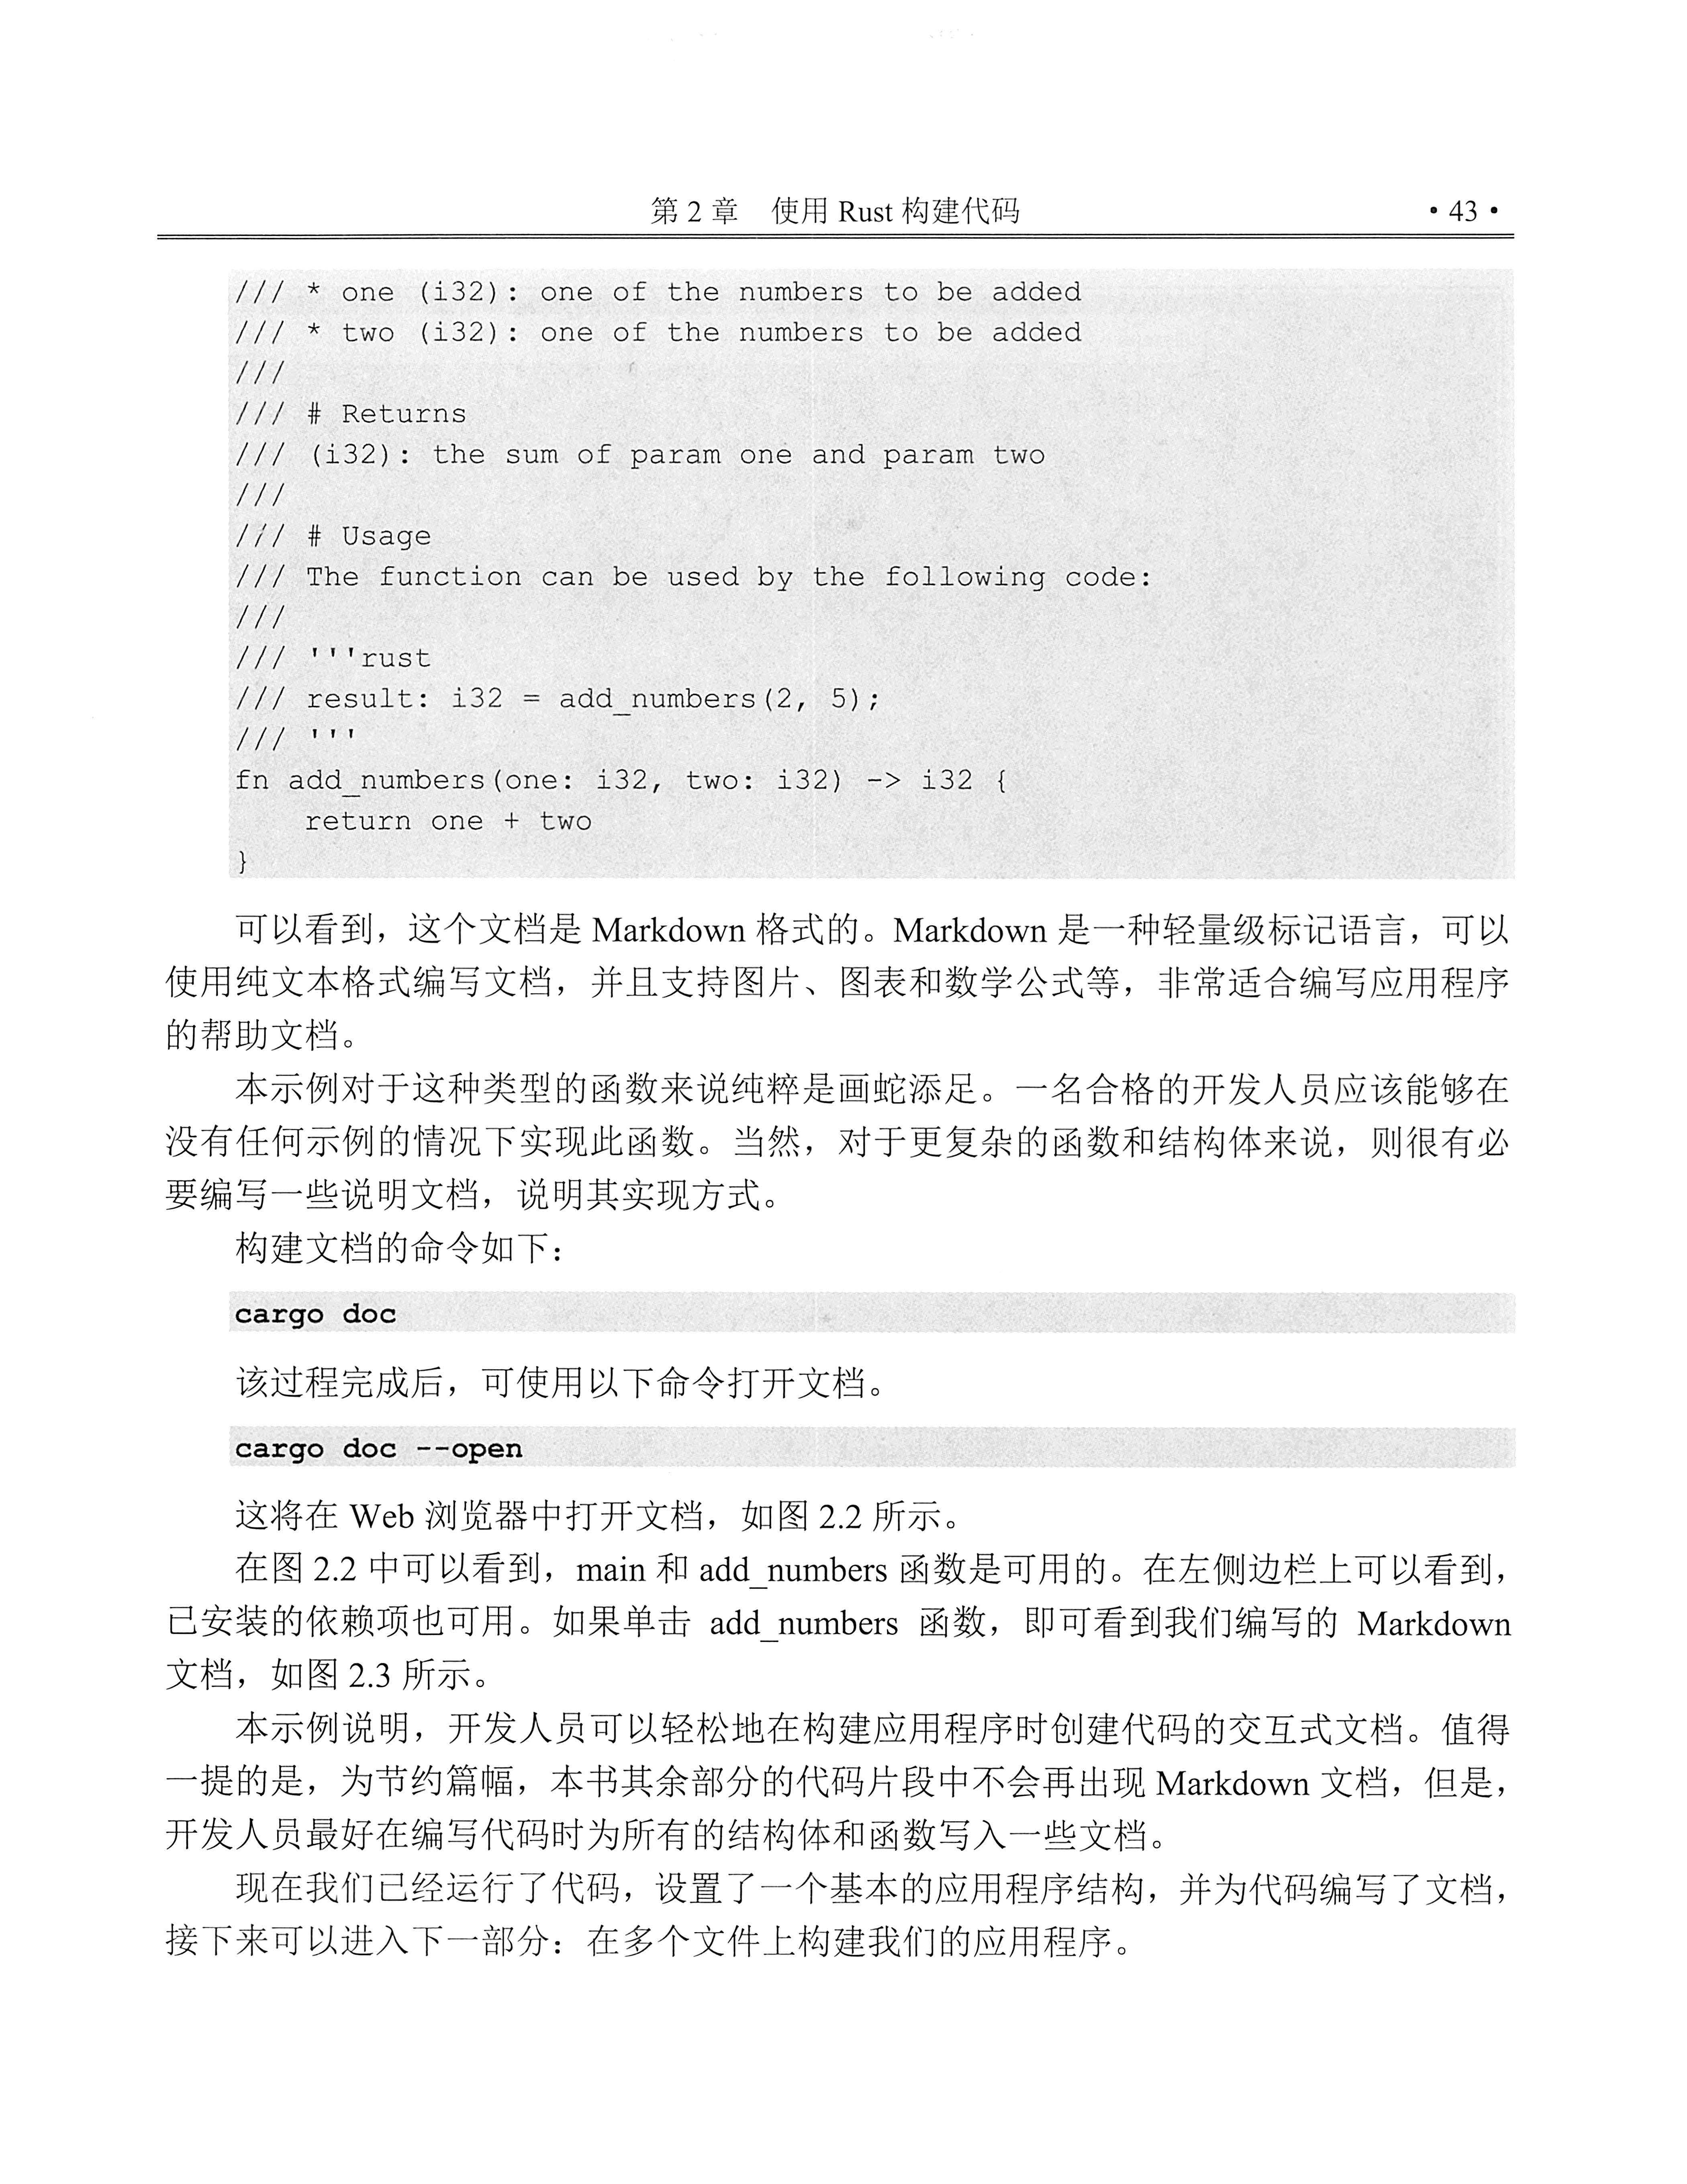 第 2 章　使用 Rust 构建代码　• 43 •
/// * one (i32): one of the numbers to be added
/// * two (i32): one of the numbers to be added
///
/// # Returns
/// (i32): the sum of param one and param two
///
/// # Usage
/// The function can be used by the following code:
///
/// '''rust
/// result: i32 = add_numbers(2, 5);
/// '''
fn add_numbers(one: i32, two: i32) -> i32 {
    return one + two
}
可以看到，这个文档是 Markdown 格式的。Markdown 是一种轻量级标记语言，可以
使用纯文本格式编写文档，并且支持图片、图表和数学公式等，非常适合编写应用程序
的帮助文档。
本示例对于这种类型的函数来说纯粹是画蛇添足。一名合格的开发人员应该能够在
没有任何示例的情况下实现此函数。当然，对于更复杂的函数和结构体来说，则很有必
要编写一些说明文档，说明其实现方式。
构建文档的命令如下：
cargo doc
该过程完成后，可使用以下命令打开文档。
cargo doc --open
这将在 Web 浏览器中打开文档，如图 2.2 所示。
在图 2.2 中可以看到，main 和 add_numbers 函数是可用的。在左侧边栏上可以看到，
已安装的依赖项也可用。如果单击 add_numbers 函数，即可看到我们编写的 Markdown
文档，如图 2.3 所示。
本示例说明，开发人员可以轻松地在构建应用程序时创建代码的交互式文档。值得
一提的是，为节约篇幅，本书其余部分的代码片段中不会再出现 Markdown 文档，但是，
开发人员最好在编写代码时为所有的结构体和函数写入一些文档。
现在我们已经运行了代码，设置了一个基本的应用程序结构，并为代码编写了文档，
接下来可以进入下一部分：在多个文件上构建我们的应用程序。